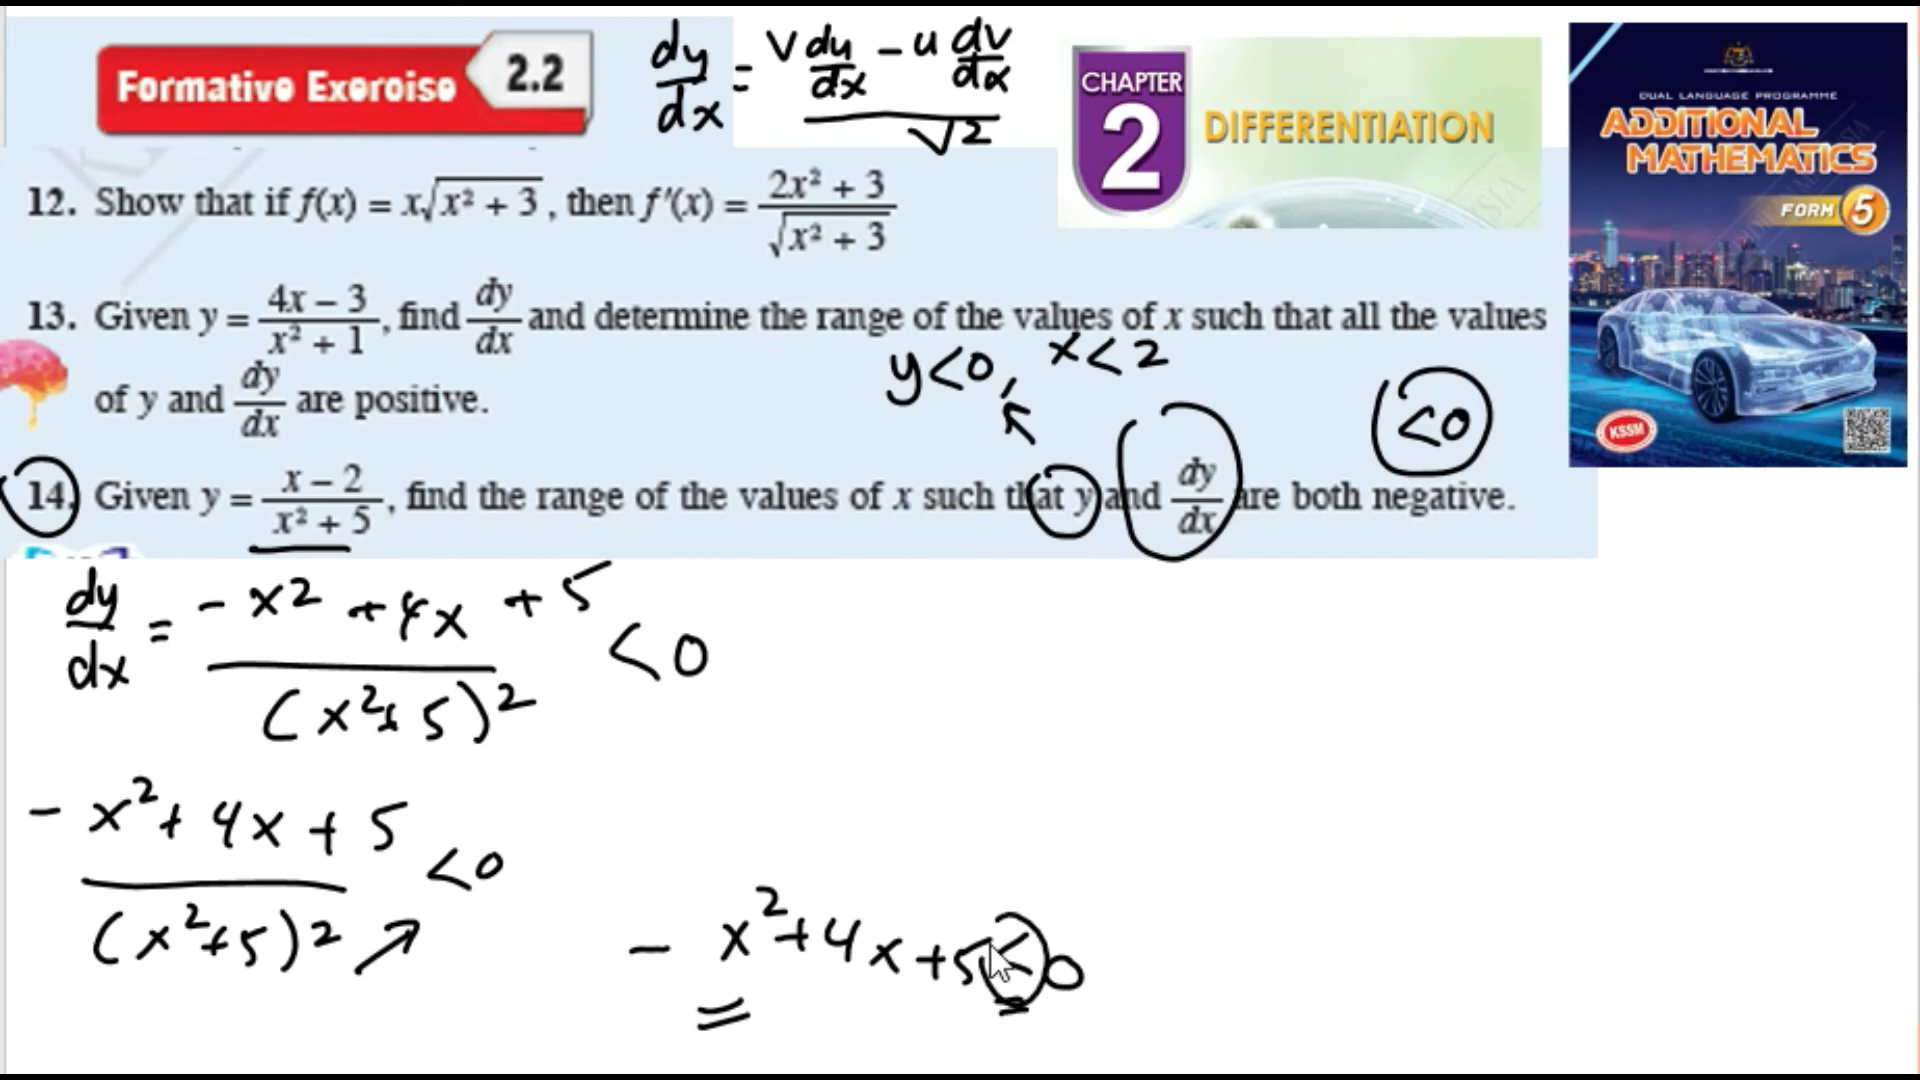 Formative Exercise 2.2
dy/dx = (v du/dx - u dv/dx) / v2
CHAPTER 2
DIFFERENTIATION
DUAL LANGUAGE PROGRAMME
ADDITIONAL
MATHEMATICS
FORM 5
KSSM
12. Show that if f(x) = x√(x² + 3), then f′(x) = (2x² + 3) / √(x² + 3)
13. Given y = (4x – 3) / (x² + 1), find dy/dx and determine the range of the values of x such that all the values
of y and dy/dx are positive.
y<0, x<2
<0
14. Given y = (x – 2) / (x² + 5), find the range of the values of x such that y and dy/dx are both negative.
dy/dx = (-x2 + 4x + 5) / (x²+5)² <0
(-x² + 4x + 5) / (x²+5)² <0
-x² + 4x + 5 < 0